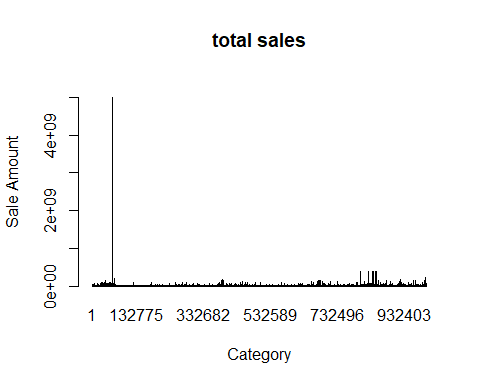 total sales
Sale Amount
4e+09
2e+09
0e+00
1 132775 332682 532589 732496 932403
Category